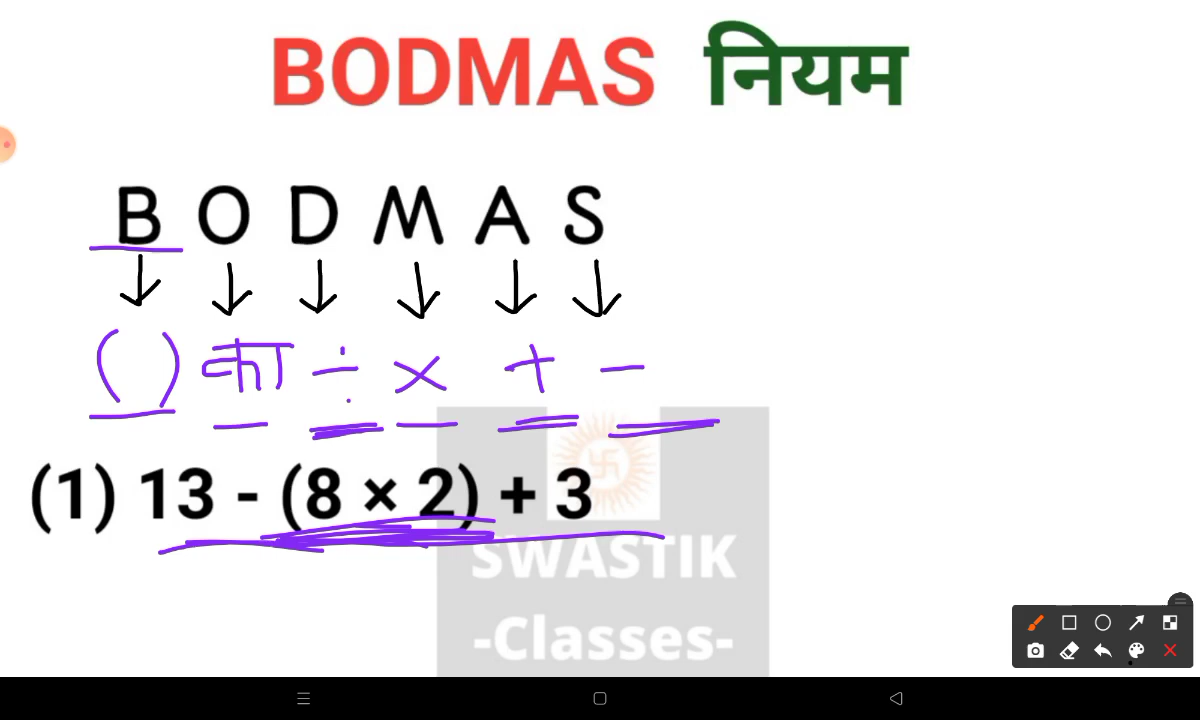 BODMAS नियम
B O D M A S
( ) का ÷ × + -
(1) 13 - (8 × 2) + 3
SWASTIK
-Classes-